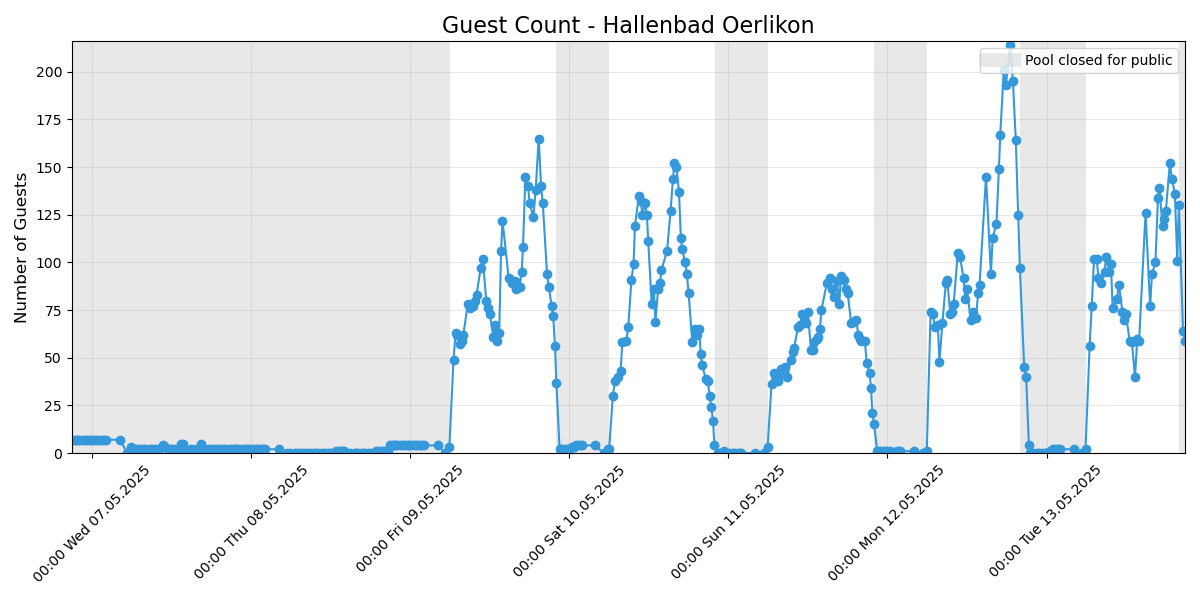 Guest Count - Hallenbad Oerlikon
Pool closed for public
Number of Guests
200
175
150
125
100
75
50
25
0
00:00 Wed 07.05.2025
00:00 Thu 08.05.2025
00:00 Fri 09.05.2025
00:00 Sat 10.05.2025
00:00 Sun 11.05.2025
00:00 Mon 12.05.2025
00:00 Tue 13.05.2025